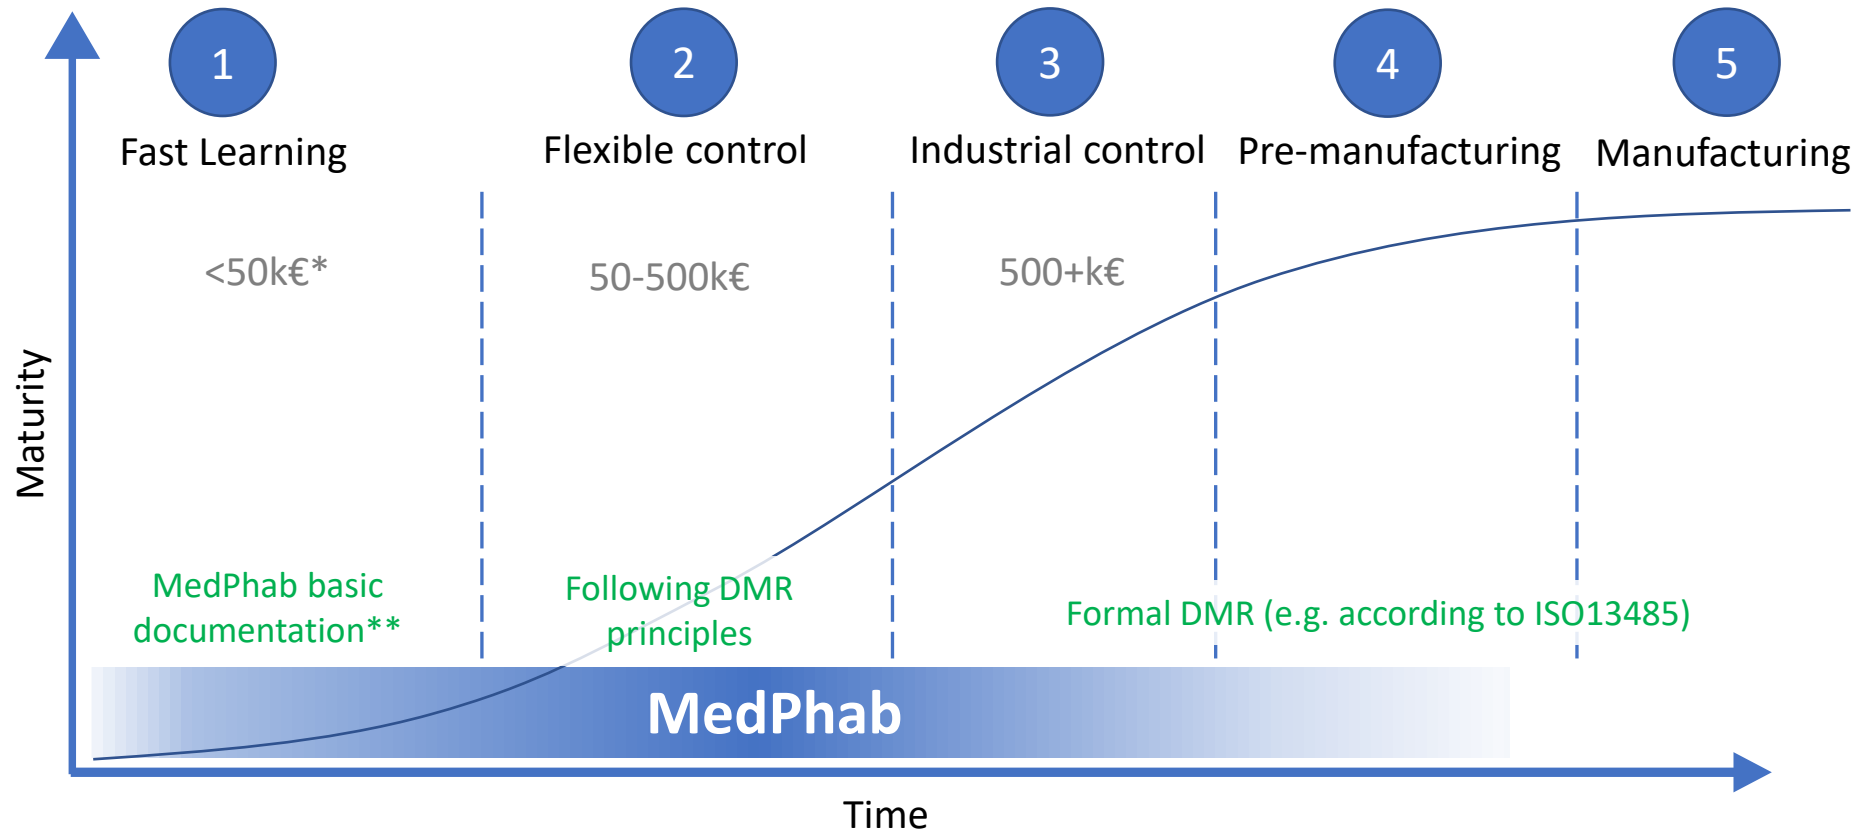 1
2
3
4
5
Fast Learning
Flexible control
Industrial control
Pre-manufacturing
Manufacturing
<50k€*
50-500k€
500+k€
Maturity
MedPhab basic
documentation**
Following DMR
principles
Formal DMR (e.g. according to ISO13485)
MedPhab
Time